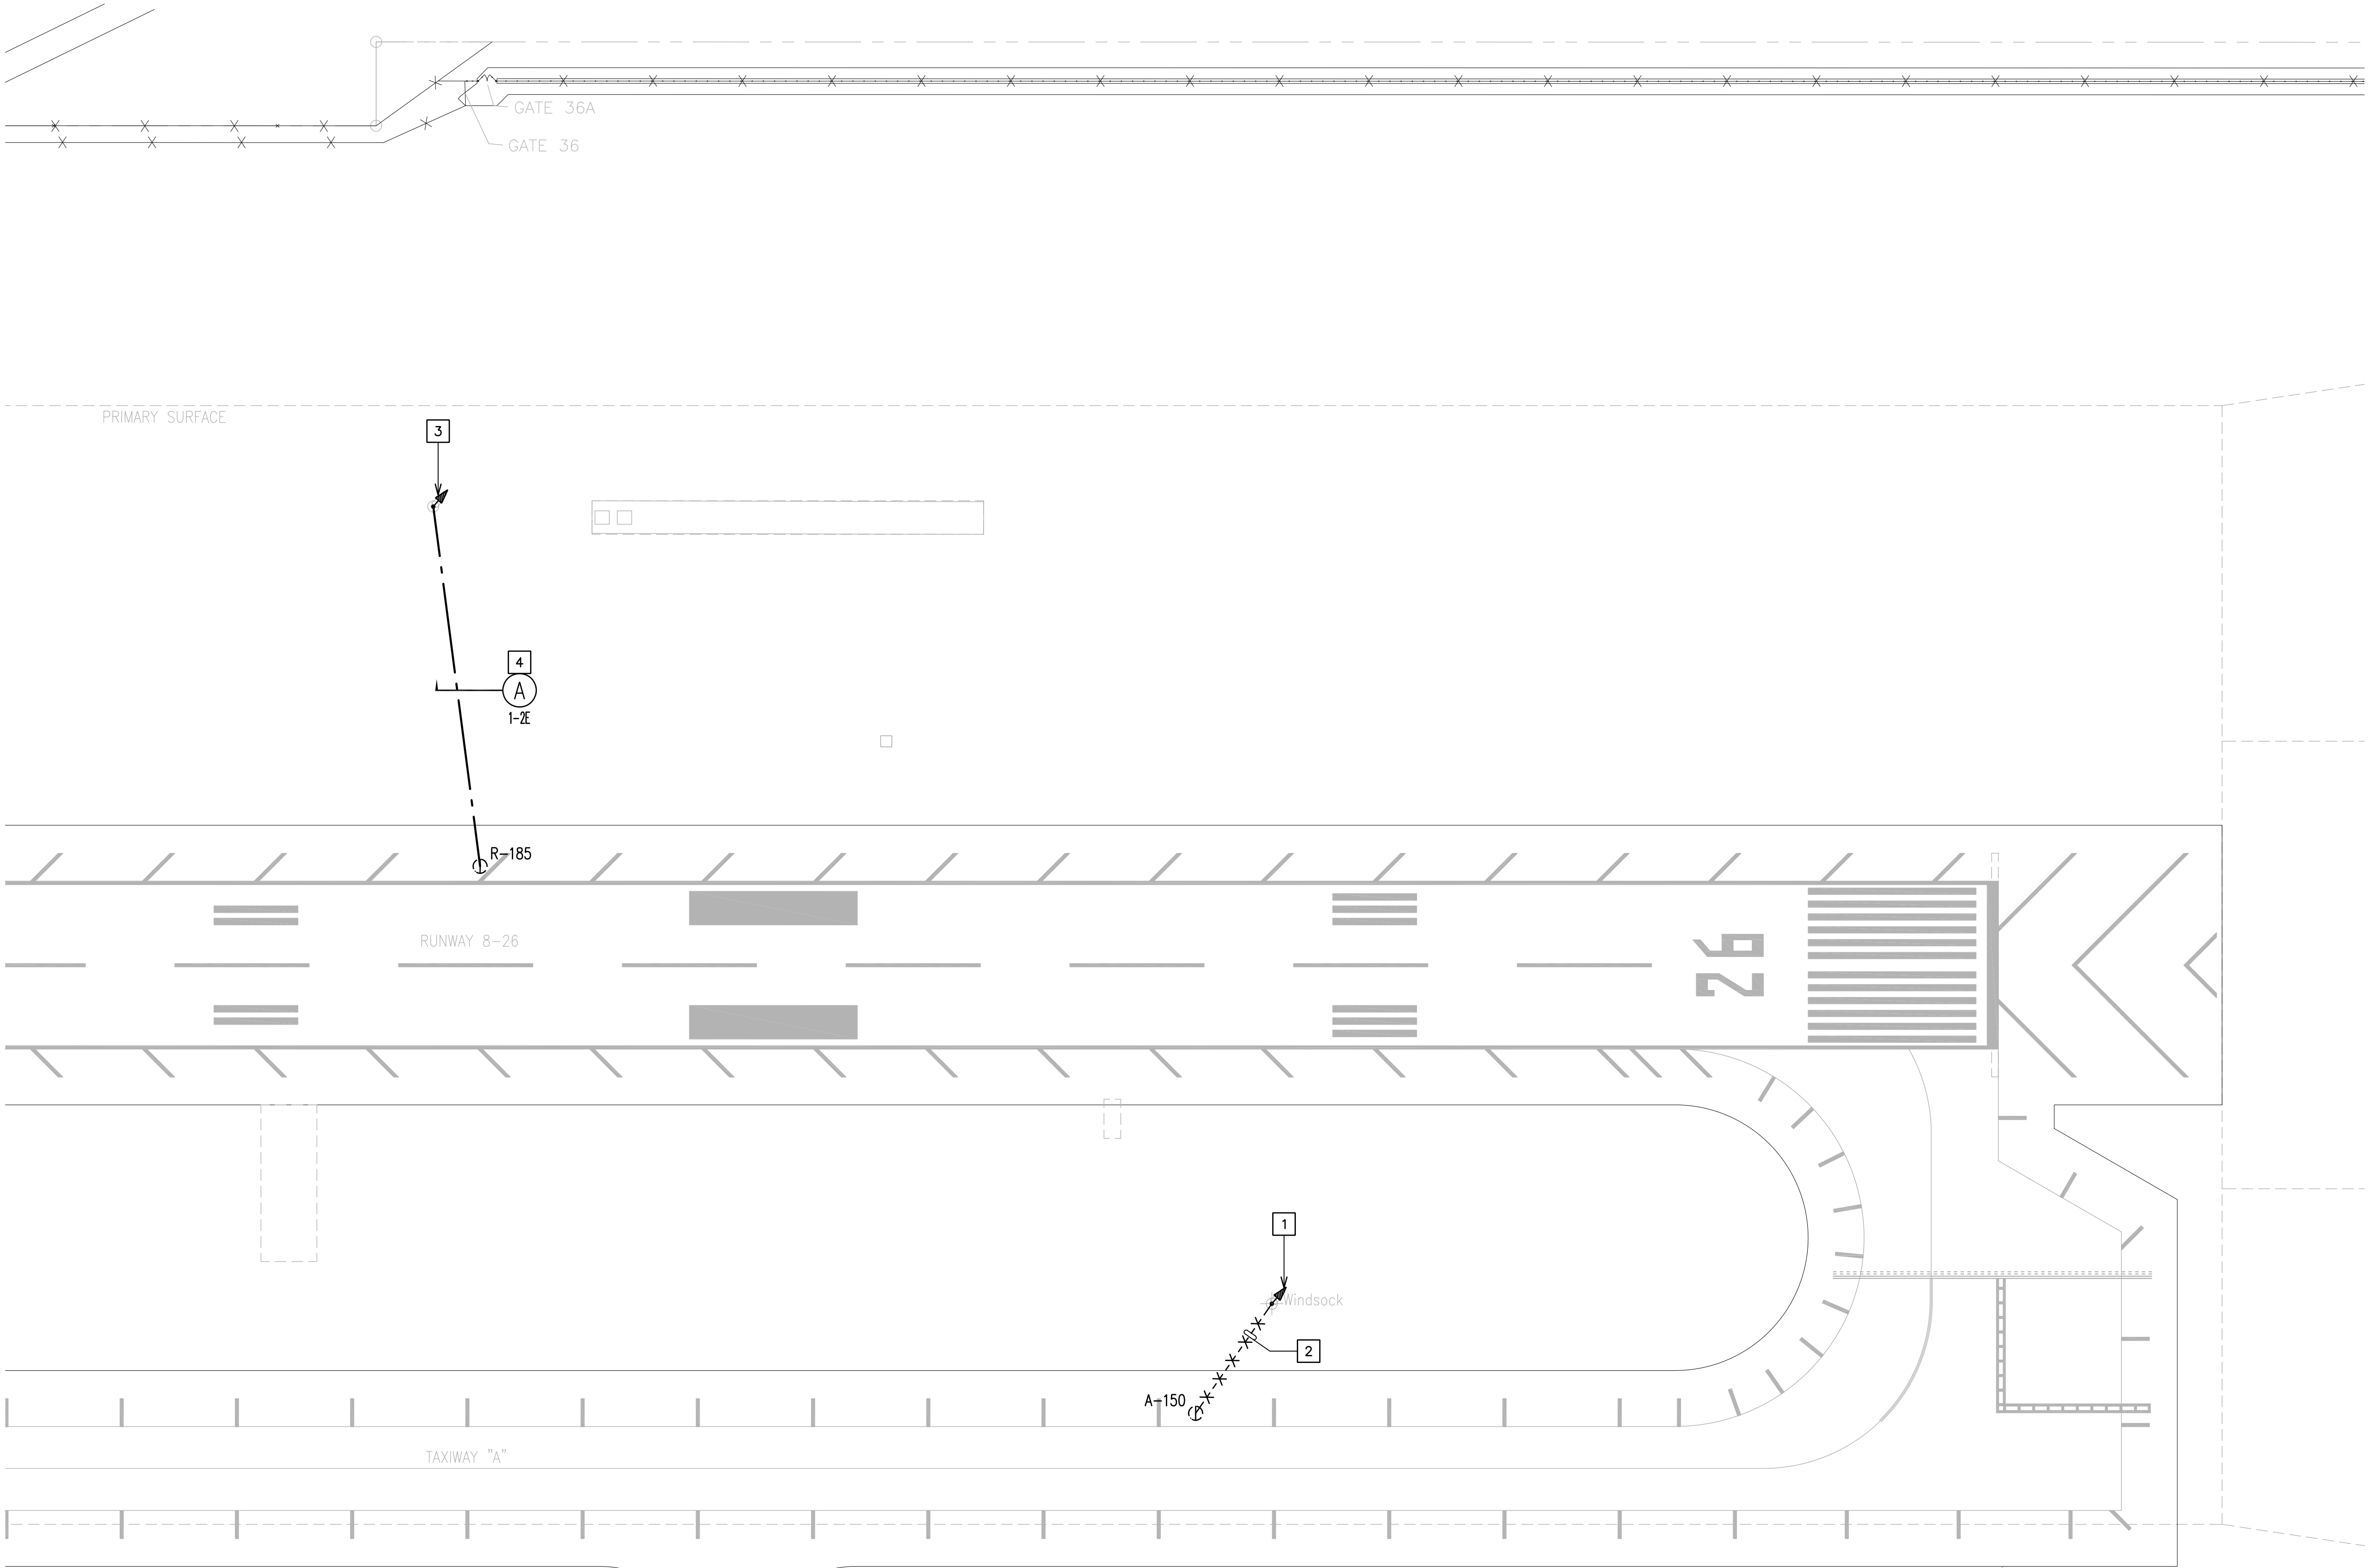 GATE 36A
GATE 36
PRIMARY SURFACE
3
4
A
1-2E
R-185
RUNWAY 8-26
26
1
Windsock
2
A-150
TAXIWAY "A"